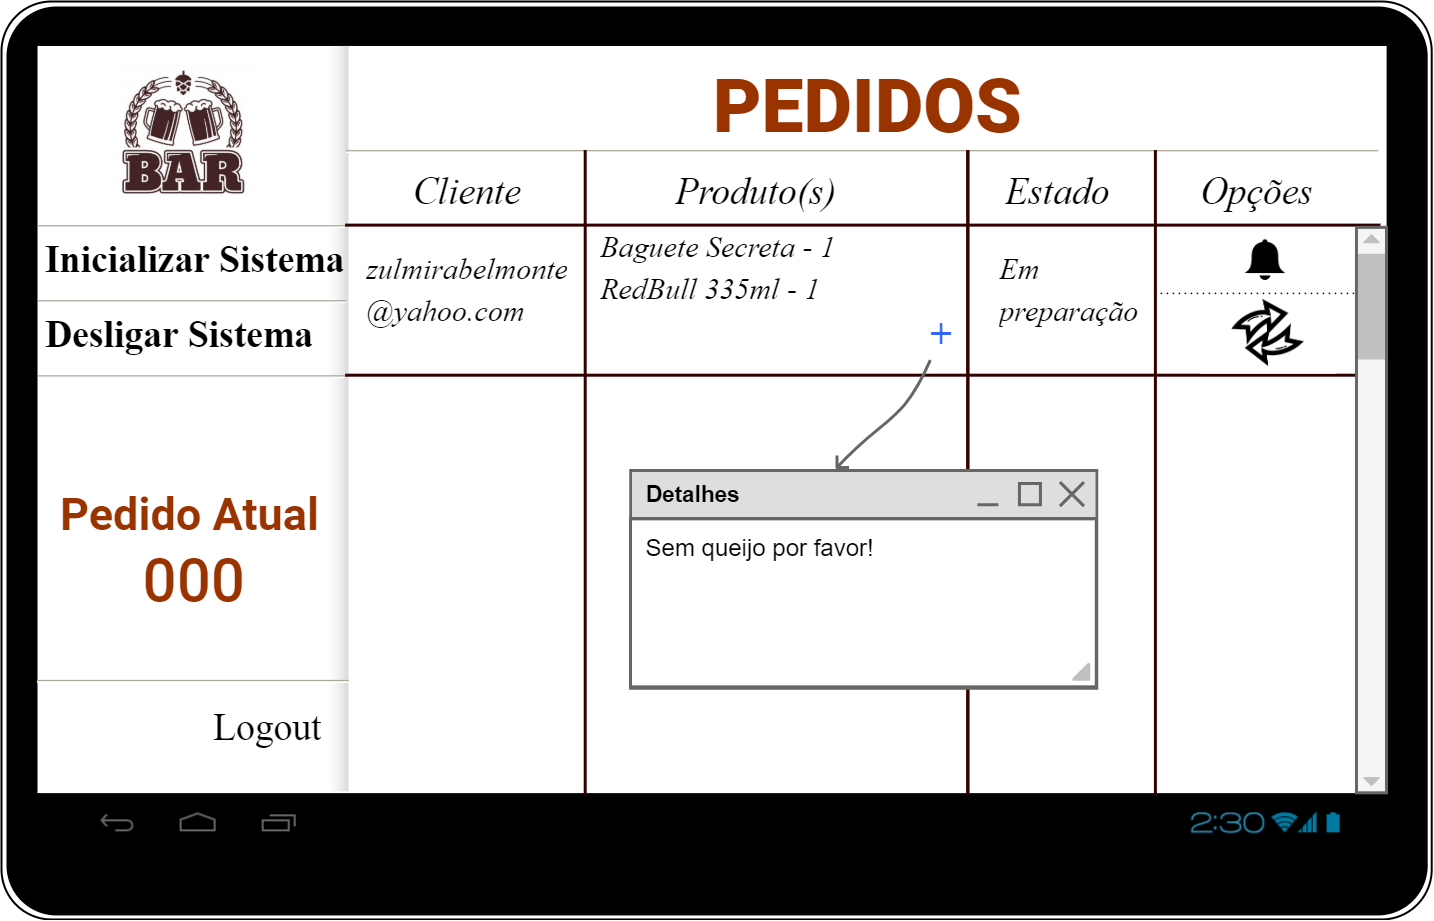 BAR
Inicializar Sistema
Desligar Sistema
Pedido Atual
000
Logout
PEDIDOS
Cliente
Produto(s)
Estado
Opções
zulmirabelmonte
@yahoo.com
Baguete Secreta - 1
RedBull 335ml - 1
+
Em
preparação
Detalhes
Sem queijo por favor!
2:30